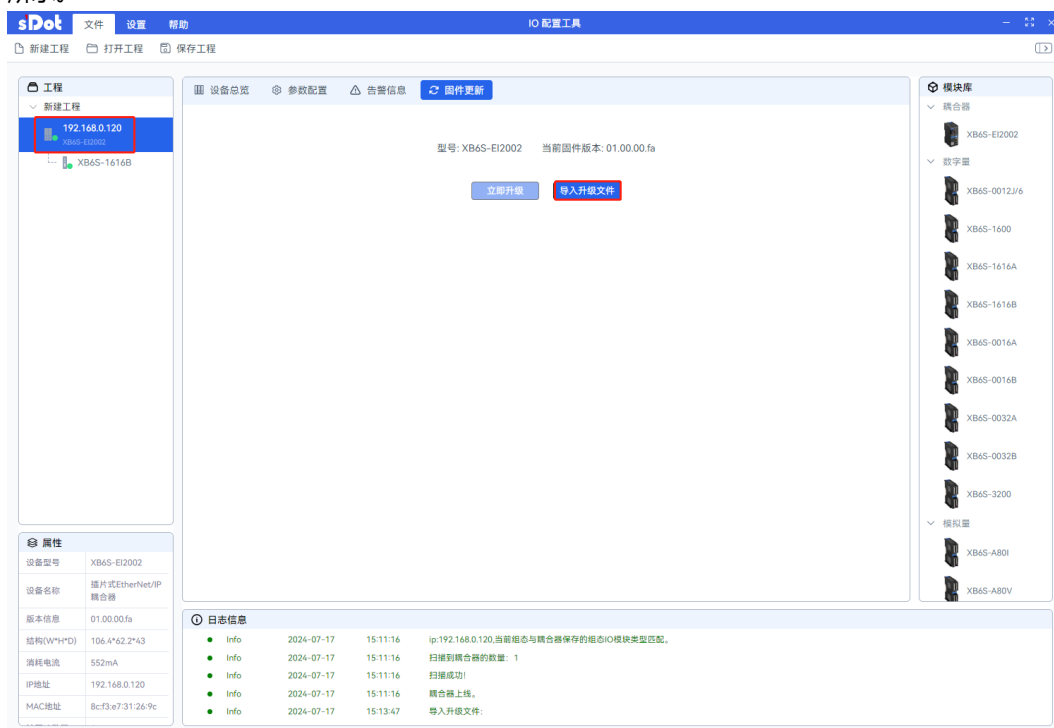 sDot 文件 设置 帮助 IO 配置工具
新建工程 打开工程 保存工程
工程
新建工程
192.168.0.120
XB6S-EI2002
XB6S-1616B
设备总览 参数配置 告警信息 固件更新
型号: XB6S-EI2002 当前固件版本: 01.00.00.fa
立即升级 导入升级文件
模块库
耦合器
XB6S-EI2002
数字量
XB6S-0012J/6
XB6S-1600
XB6S-1616A
XB6S-1616B
XB6S-0016A
XB6S-0016B
XB6S-0032A
XB6S-0032B
XB6S-3200
模拟量
XB6S-A80I
XB6S-A80V
属性
设备型号 XB6S-EI2002
设备名称 插片式EtherNet/IP
耦合器
版本信息 01.00.00.fa
结构(W*H*D) 106.4*62.2*43
消耗电流 552mA
IP地址 192.168.0.120
MAC地址 8c:f3:e7:31:26:9c
日志信息
Info 2024-07-17 15:11:16 ip:192.168.0.120,当前组态与耦合器保存的组态IO模块类型匹配。
Info 2024-07-17 15:11:16 扫描到耦合器的数量: 1
Info 2024-07-17 15:11:16 扫描成功!
Info 2024-07-17 15:11:16 耦合器上线。
Info 2024-07-17 15:13:47 导入升级文件: